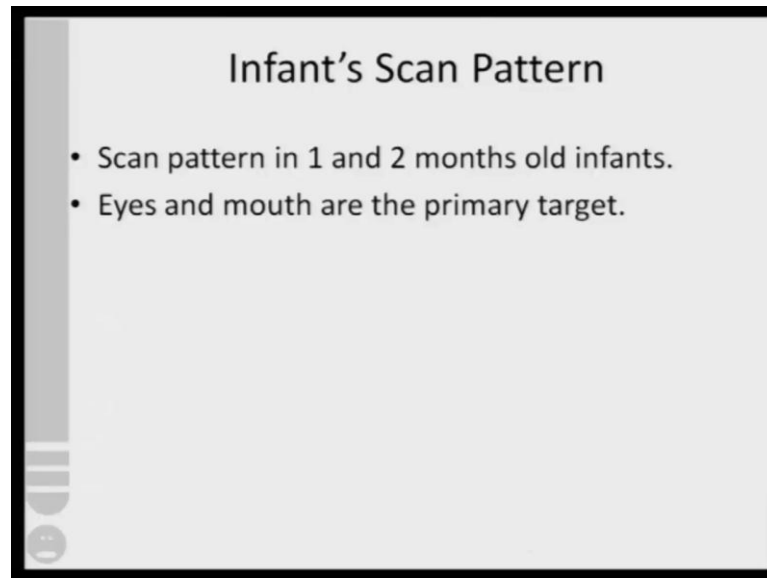 Infant's Scan Pattern
• Scan pattern in 1 and 2 months old infants.
• Eyes and mouth are the primary target.